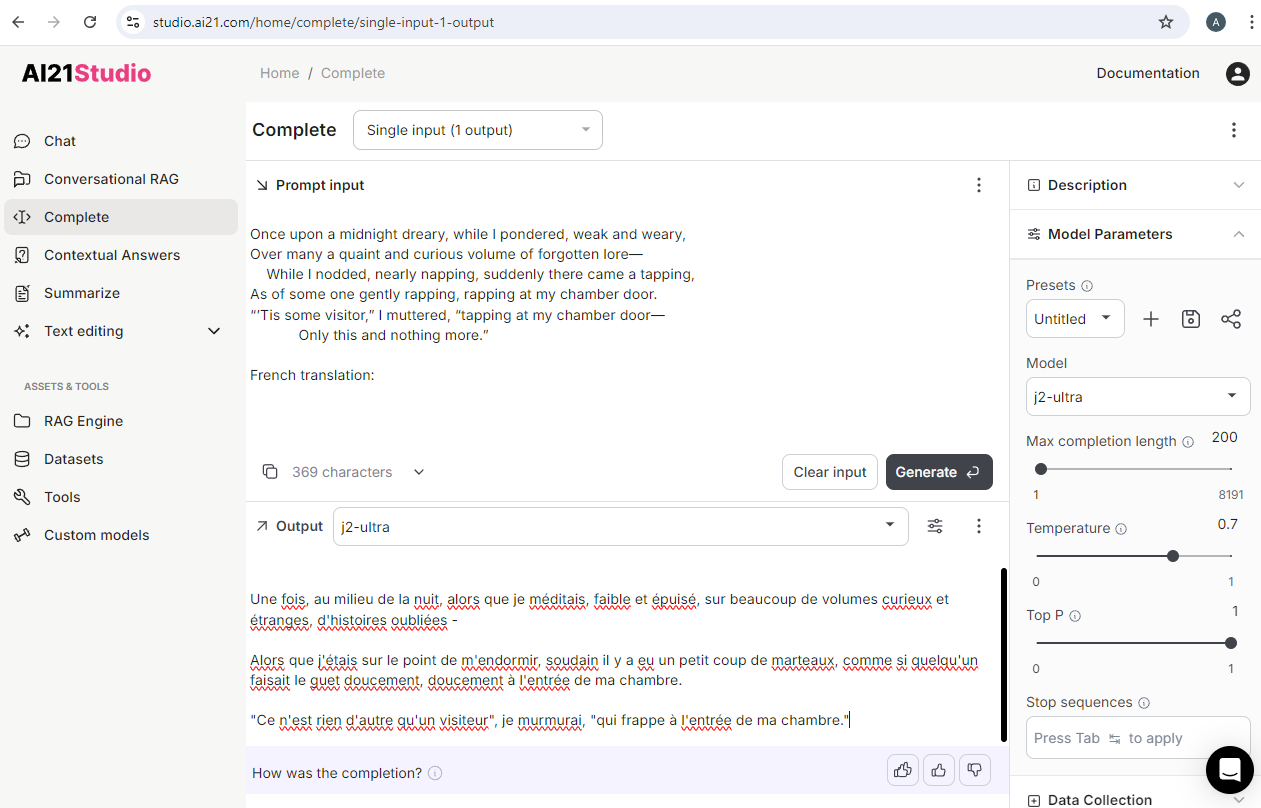 studio.ai21.com/home/complete/single-input-1-output
A
AI21Studio
Home / Complete
Documentation
Chat
Conversational RAG
Complete
Contextual Answers
Summarize
Text editing
ASSETS & TOOLS
RAG Engine
Datasets
Tools
Custom models
Complete
Single input (1 output)
Prompt input
Once upon a midnight dreary, while I pondered, weak and weary,
Over many a quaint and curious volume of forgotten lore—
While I nodded, nearly napping, suddenly there came a tapping,
As of some one gently rapping, rapping at my chamber door.
“’Tis some visitor,” I muttered, “tapping at my chamber door—
Only this and nothing more.”
French translation:
369 characters
Clear input
Generate
Output
j2-ultra
Une fois, au milieu de la nuit, alors que je méditais, faible et épuisé, sur beaucoup de volumes curieux et
étranges, d'histoires oubliées -
Alors que j'étais sur le point de m'endormir, soudain il y a eu un petit coup de marteaux, comme si quelqu'un
faisait le guet doucement, doucement à l'entrée de ma chambre.
"Ce n'est rien d'autre qu'un visiteur", je murmurai, "qui frappe à l'entrée de ma chambre."
How was the completion?
Description
Model Parameters
Presets
Untitled
Model
j2-ultra
Max completion length 200
1 8191
Temperature 0.7
0 1
Top P 1
0 1
Stop sequences
Press Tab to apply
Data Collection